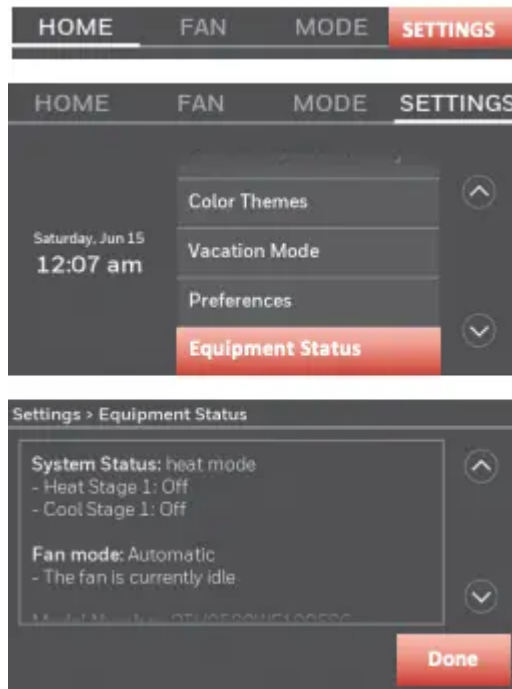 HOME FAN MODE SETTINGS
HOME FAN MODE SETTINGS
Saturday, Jun 15
12:07 am
Color Themes
Vacation Mode
Preferences
Equipment Status
Settings > Equipment Status
System Status: heat mode
- Heat Stage 1: Off
- Cool Stage 1: Off
Fan mode: Automatic
- The fan is currently idle
Done